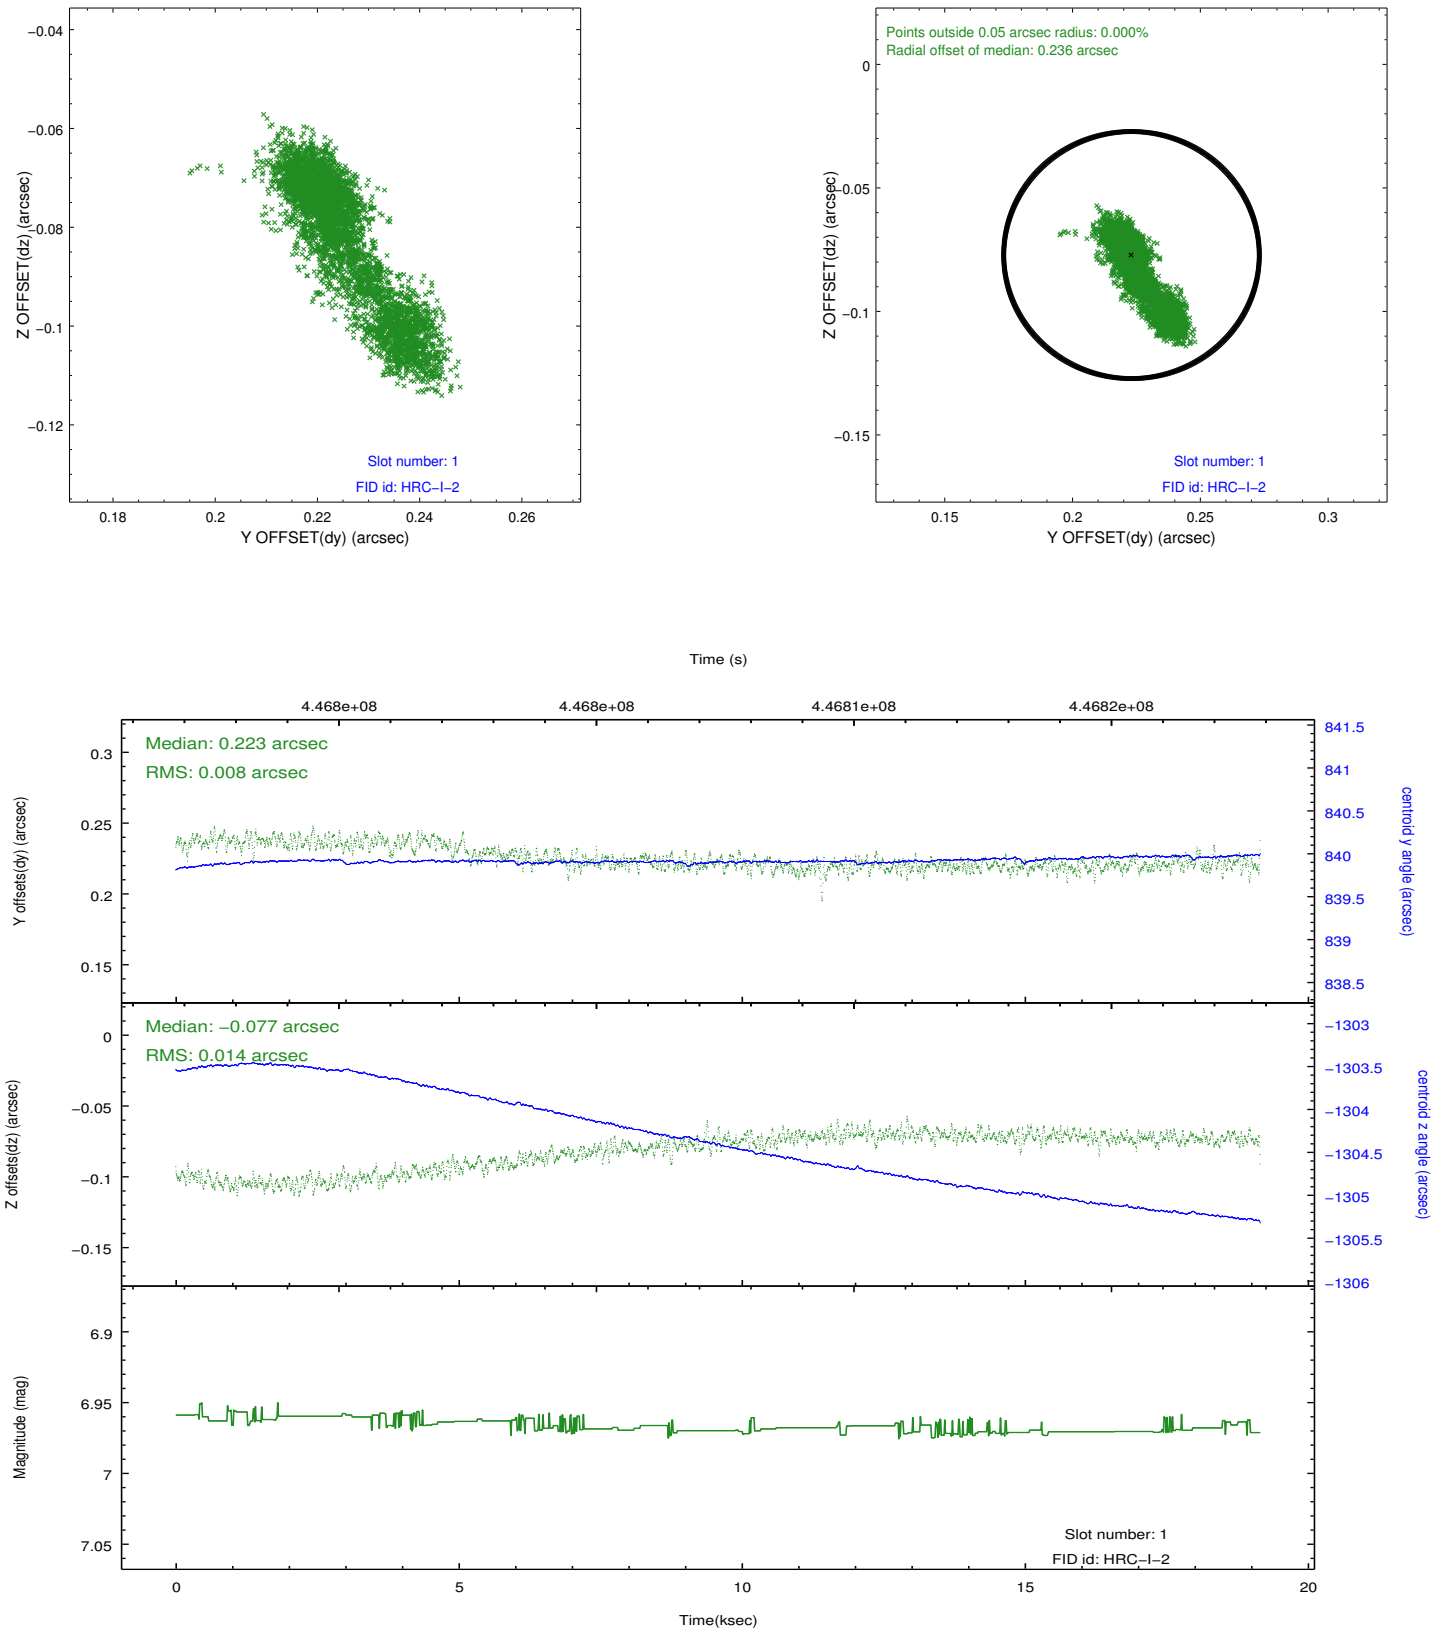 −0.04
−0.06
−0.08
−0.1
−0.12
Z OFFSET(dz) (arcsec)
Slot number: 1
FID id: HRC−I−2
0.18 0.2 0.22 0.24 0.26
Y OFFSET(dy) (arcsec)
Points outside 0.05 arcsec radius: 0.000%
Radial offset of median: 0.236 arcsec
0
−0.05
−0.1
−0.15
Z OFFSET(dz) (arcsec)
Slot number: 1
FID id: HRC−I−2
0.15 0.2 0.25 0.3
Y OFFSET(dy) (arcsec)
Time (s)
4.468e+08 4.468e+08 4.4681e+08 4.4682e+08
Median: 0.223 arcsec
RMS: 0.008 arcsec
0.3
0.25
0.2
0.15
Y offsets(dy) (arcsec)
841.5
841
840.5
840
839.5
839
838.5
centroid y angle (arcsec)
Median: −0.077 arcsec
RMS: 0.014 arcsec
0
−0.05
−0.1
−0.15
Z offsets(dz) (arcsec)
−1303
−1303.5
−1304
−1304.5
−1305
−1305.5
−1306
centroid z angle (arcsec)
6.9
6.95
7
7.05
Magnitude (mag)
Slot number: 1
FID id: HRC−I−2
0 5 10 15 20
Time(ksec)